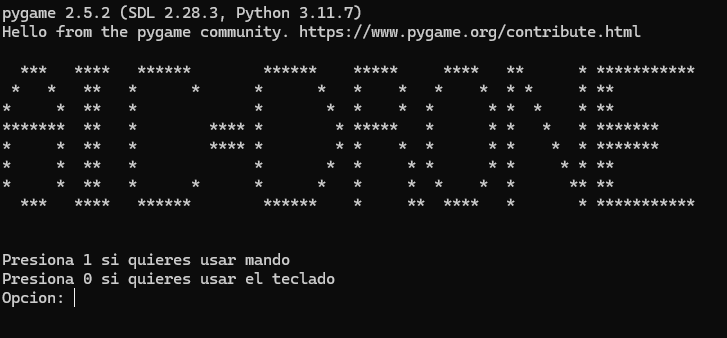 pygame 2.5.2 (SDL 2.28.3, Python 3.11.7)
Hello from the pygame community. https://www.pygame.org/contribute.html
AIGDRONE
Presiona 1 si quieres usar mando
Presiona 0 si quieres usar el teclado
Opcion: